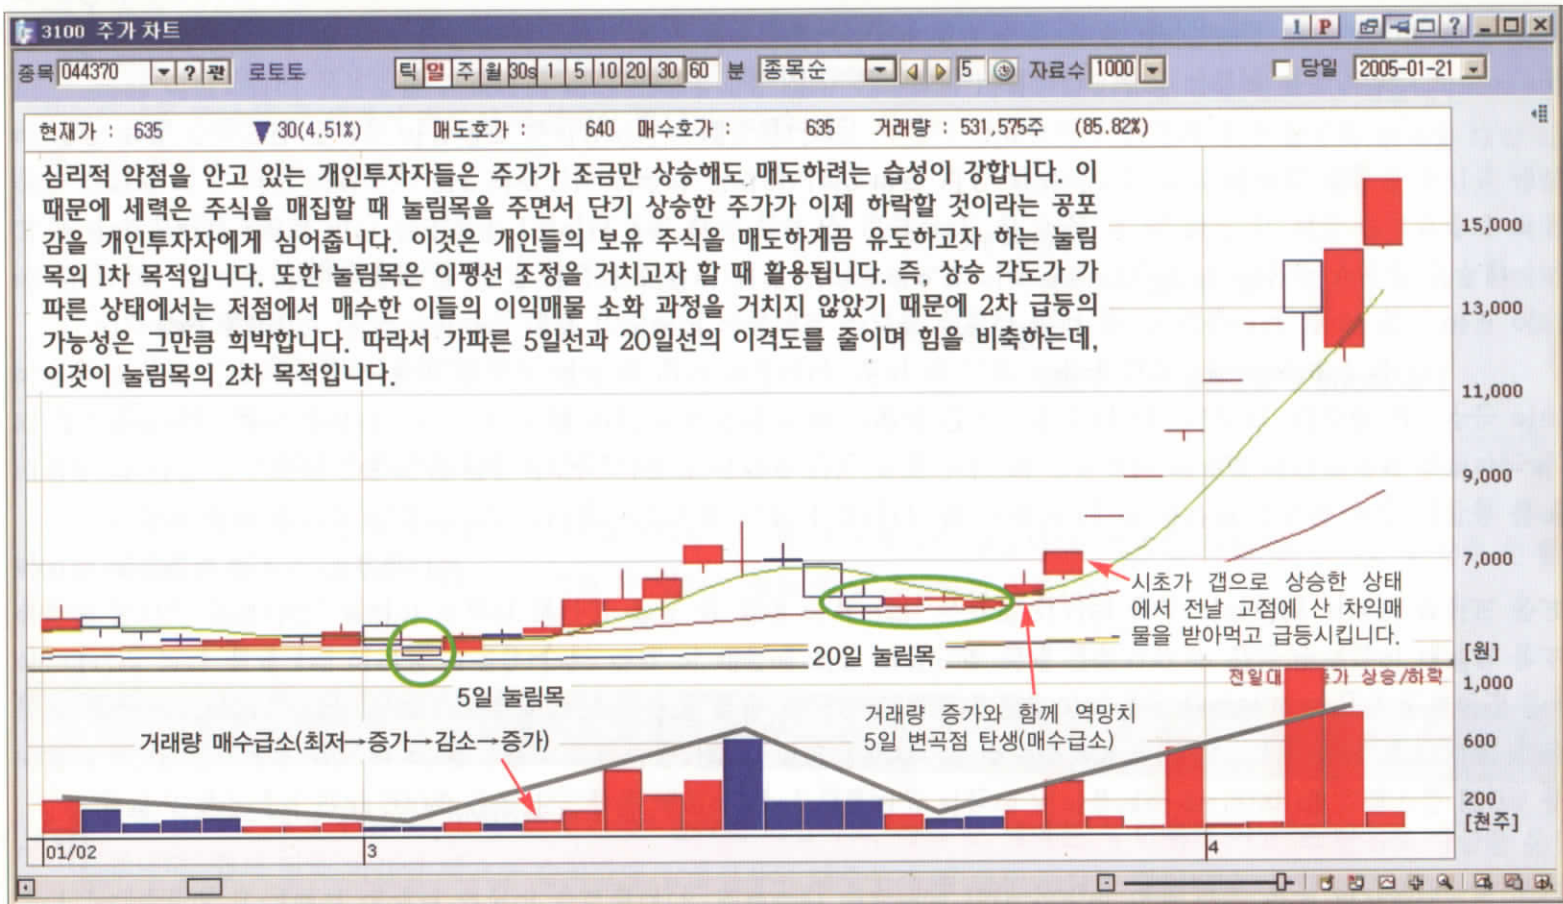 3100 주가차트
1 P ?
종목 044370 ? 관 로토토 틱 일 주 월 30s 1 5 10 20 30 60 분 종목순 5 자료수 1000 당일 2005-01-21
현재가 : 635 ▼ 30(4.51%) 매도호가 : 640 매수호가 : 635 거래량 : 531,575주 (85.82%)
심리적 약점을 안고 있는 개인투자자들은 주가가 조금만 상승해도 매도하려는 습성이 강합니다. 이
때문에 세력은 주식을 매집할 때 눌림목을 주면서 단기 상승한 주가가 이제 하락할 것이라는 공포
감을 개인투자자에게 심어줍니다. 이것은 개인들의 보유 주식을 매도하게끔 유도하고자 하는 눌림
목의 1차 목적입니다. 또한 눌림목은 이평선 조정을 거치고자 할 때 활용됩니다. 즉, 상승 각도가 가
파른 상태에서는 저점에서 매수한 이들의 이익매물 소화 과정을 거치지 않았기 때문에 2차 급등의
가능성은 그만큼 희박합니다. 따라서 가파른 5일선과 20일선의 이격도를 줄이며 힘을 비축하는데,
이것이 눌림목의 2차 목적입니다.
15,000
13,000
11,000
9,000
7,000
시초가 갭으로 상승한 상태
에서 전날 고점에 산 차익매
물을 받아먹고 급등시킵니다.
[원]
20일 눌림목
전일대 가 상승/하락
1,000
5일 눌림목
거래량 증가와 함께 역망치
5일 변곡점 탄생(매수급소)
거래량 매수급소(최저→증가→감소→증가)
600
200
[천주]
01/02 3 4